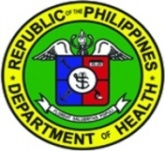 REPUBLIC OF THE PHILIPPINES
DEPARTMENT OF HEALTH